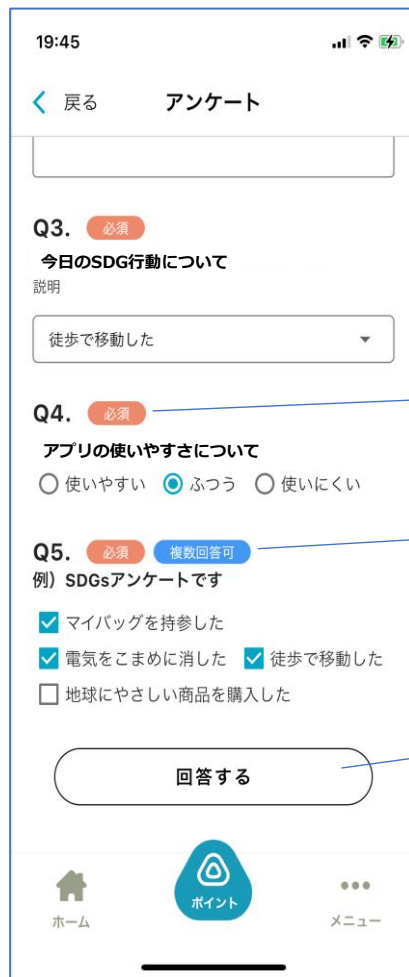 19:45
戻る アンケート
Q3. 必須
今日のSDG行動について
説明
徒歩で移動した
Q4. 必須
アプリの使いやすさについて
使いやすい ふつう 使いにくい
Q5. 必須 複数回答可
例）SDGsアンケートです
マイバッグを持参した
電気をこまめに消した 徒歩で移動した
地球にやさしい商品を購入した
回答する
ホーム ポイント メニュー